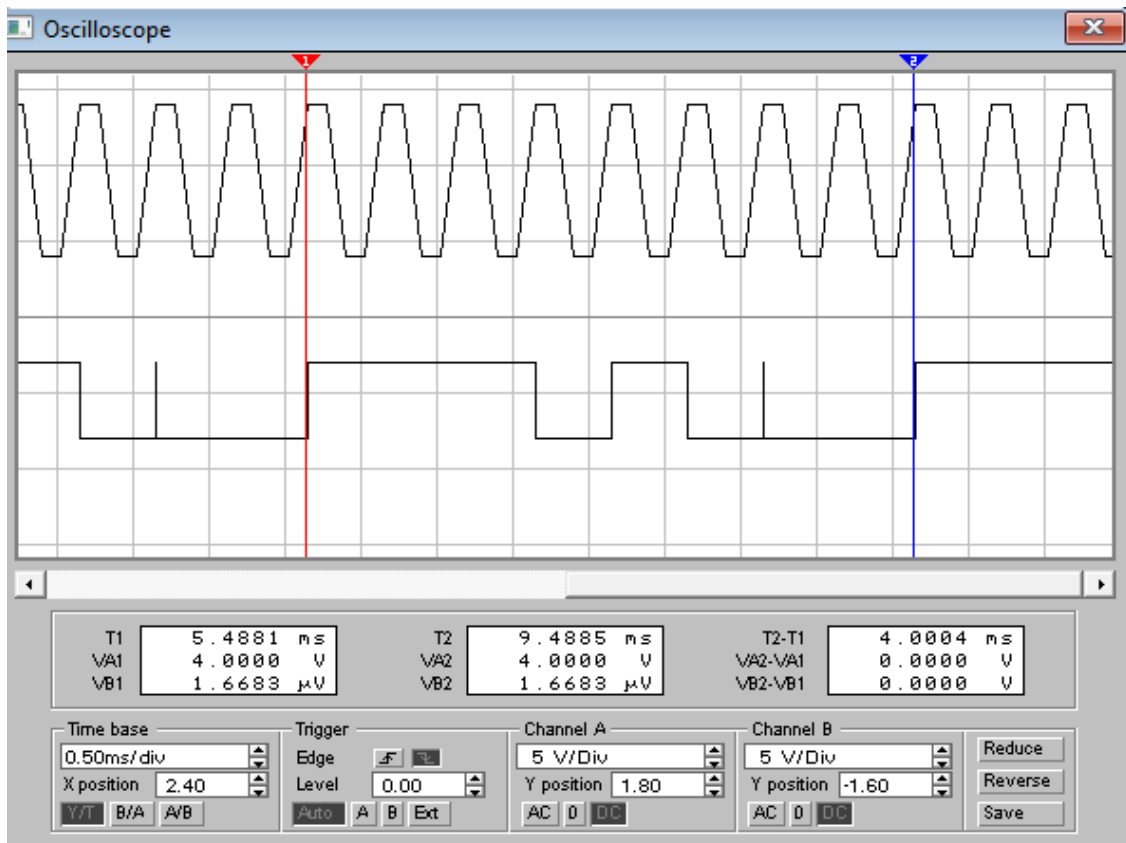 Oscilloscope
1 2
T1 5.4881 ms T2 9.4885 ms T2-T1 4.0004 ms
VA1 4.0000 V VA2 4.0000 V VA2-VA1 0.0000 V
VB1 1.6683 µV VB2 1.6683 µV VB2-VB1 0.0000 V
Time base Trigger Channel A Channel B
0.50ms/div Edge 5 V/Div 5 V/Div Reduce
X position 2.40 Level 0.00 Y position 1.80 Y position -1.60 Reverse
Y/T B/A A/B Auto A B Ext AC 0 DC AC 0 DC Save